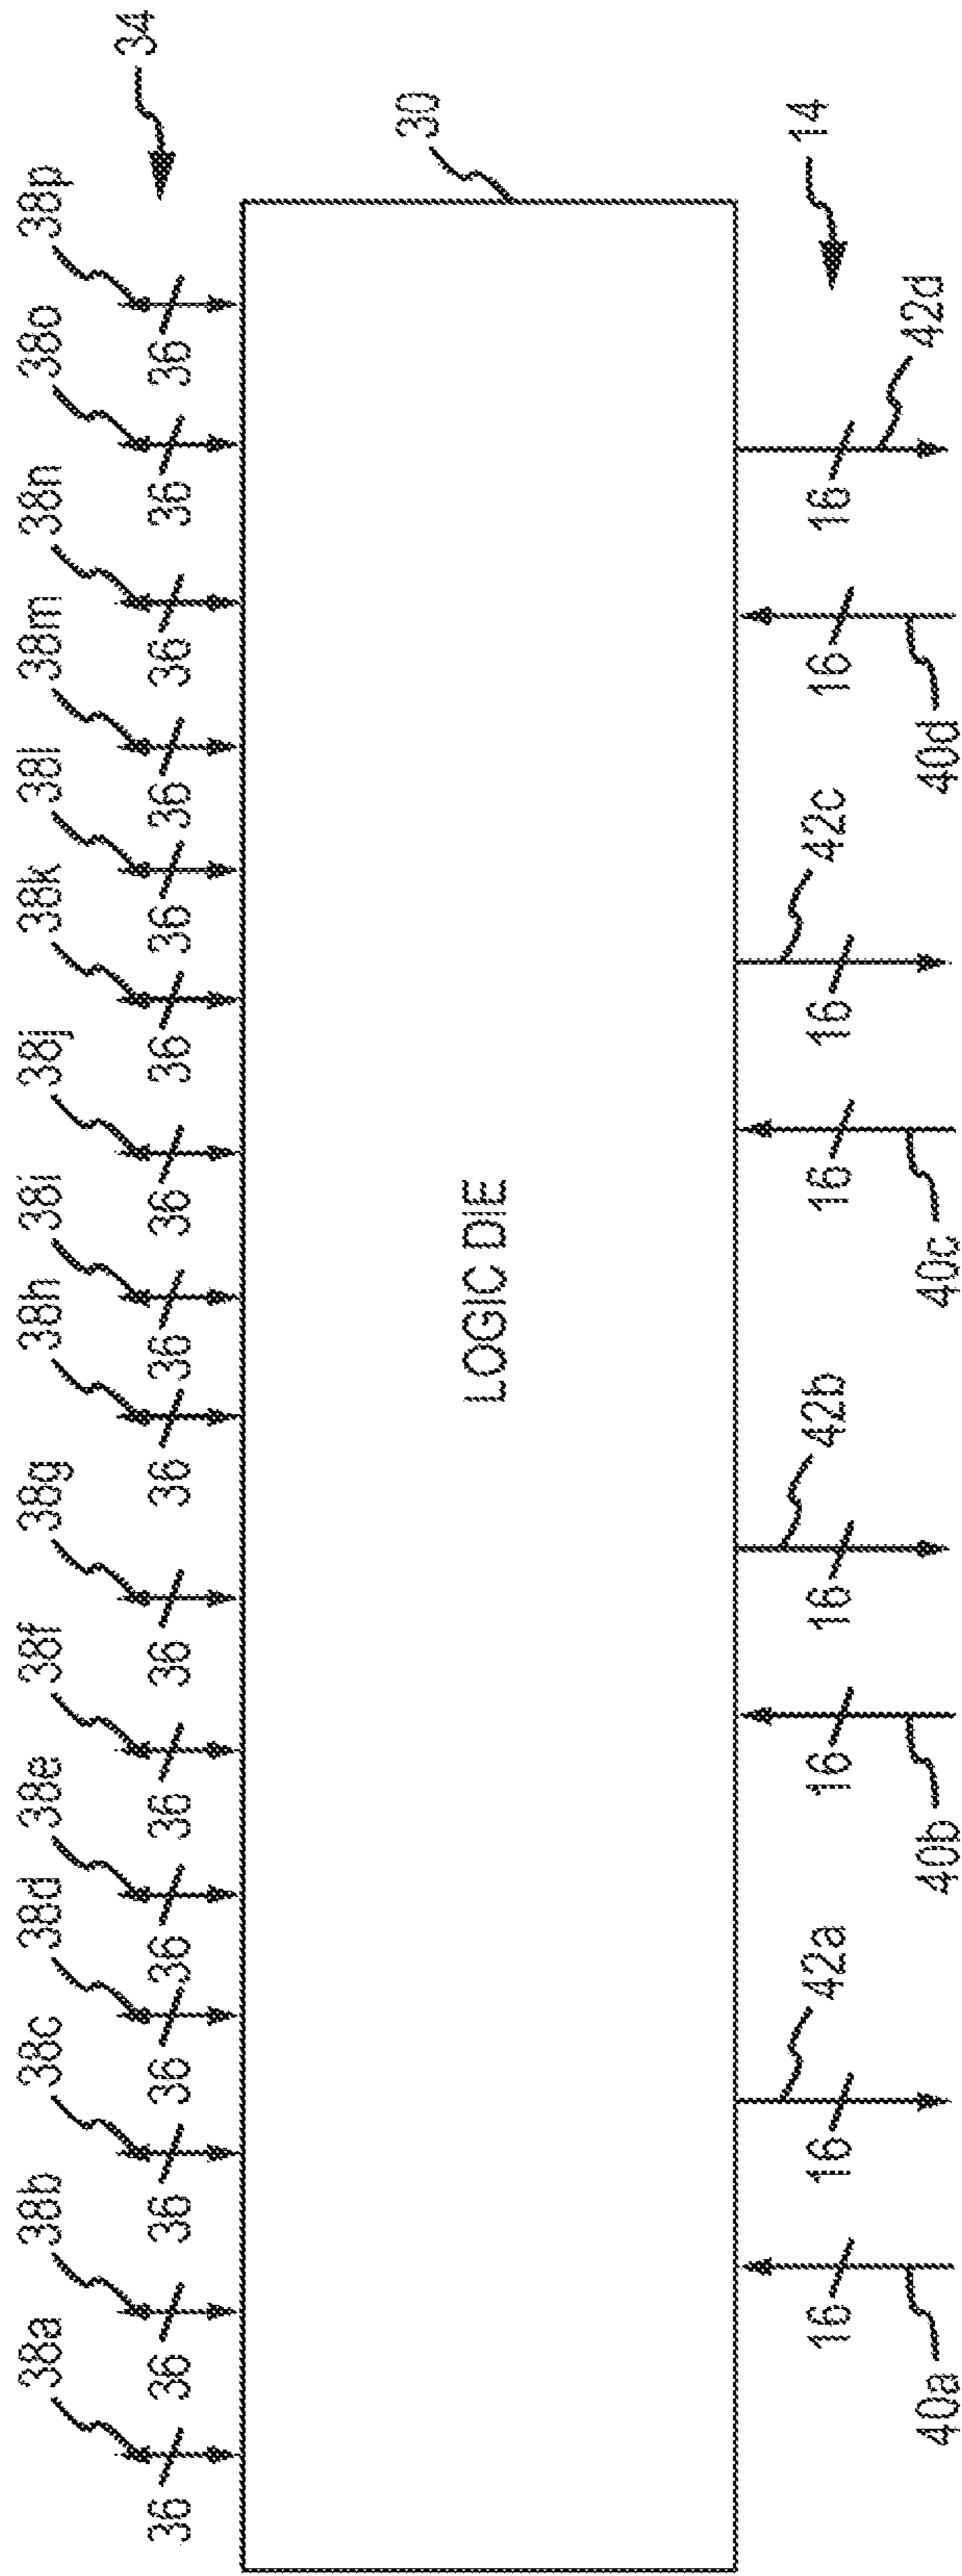 38a 38b 38c 38d 38e 38f 38g 38h 38i 38j 38k 38l 38m 38n 38o 38p 34
36 36 36 36 36 36 36 36 36 36 36 36 36 36 36 36
30
LOGIC DIE
42a 42b 42c 14
16 16 16 16 16 16 16 16
40a 40b 40c 40d 42d